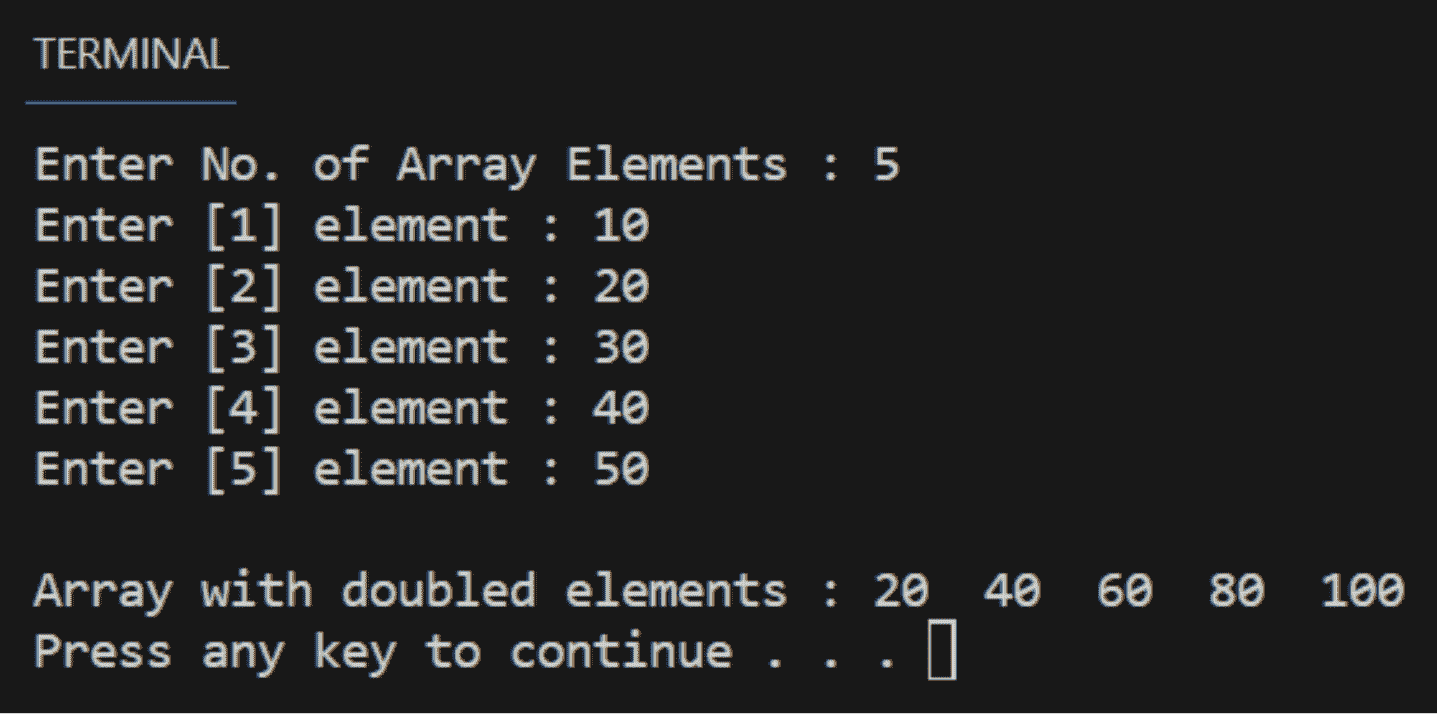 TERMINAL
Enter No. of Array Elements : 5
Enter [1] element : 10
Enter [2] element : 20
Enter [3] element : 30
Enter [4] element : 40
Enter [5] element : 50
Array with doubled elements : 20  40  60  80  100
Press any key to continue . . .